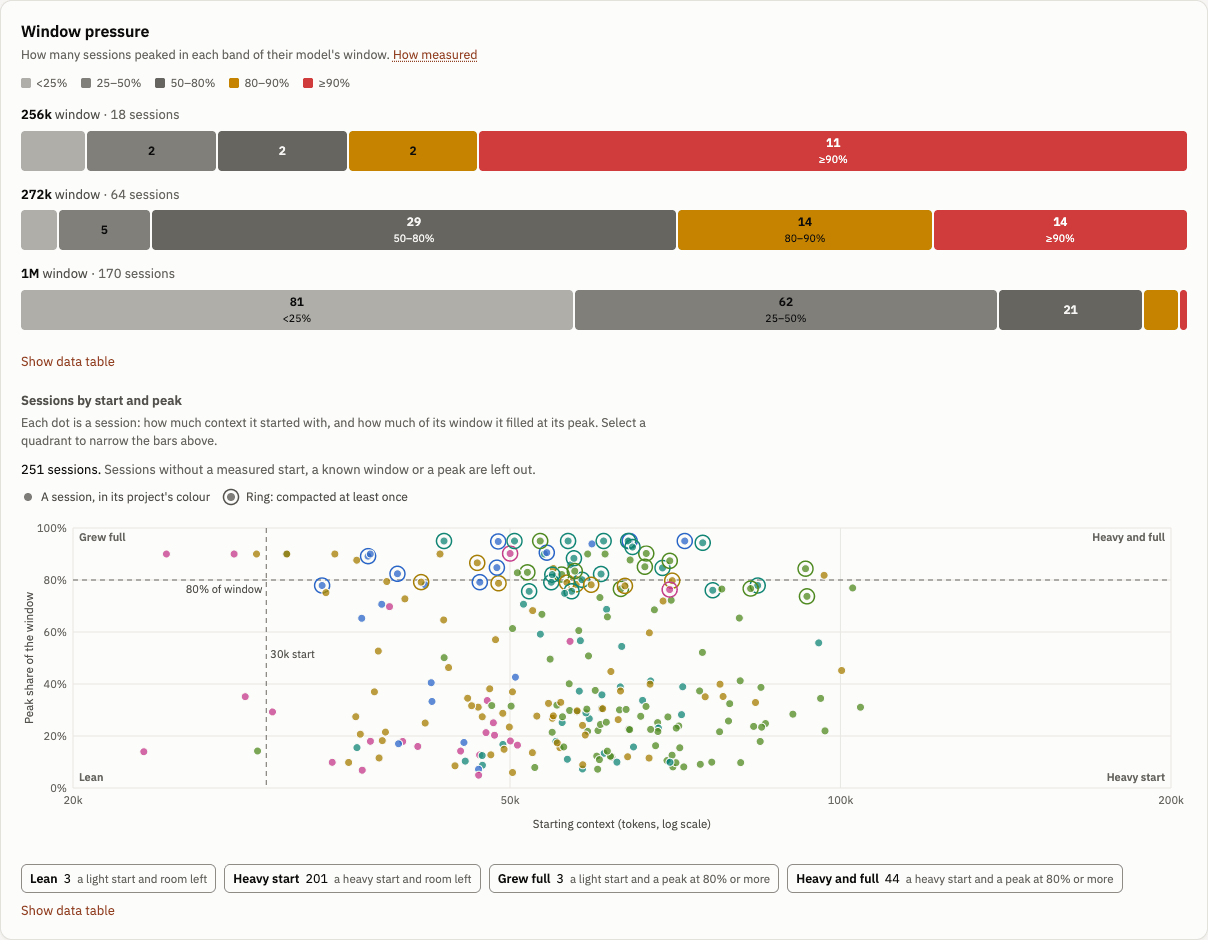 Window pressure
How many sessions peaked in each band of their model's window. How measured
<25% 25–50% 50–80% 80–90% ≥90%
256k window · 18 sessions
2 2 2 11
≥90%
272k window · 64 sessions
5 29 14 14
50–80% 80–90% ≥90%
1M window · 170 sessions
81 62 21
<25% 25–50%
Show data table
Sessions by start and peak
Each dot is a session: how much context it started with, and how much of its window it filled at its peak. Select a
quadrant to narrow the bars above.
251 sessions. Sessions without a measured start, a known window or a peak are left out.
A session, in its project's colour Ring: compacted at least once
100%
Grew full Heavy and full
80%
80% of window
60%
30k start
Peak share of the window
40%
20%
Lean Heavy start
0%
20k 50k 100k 200k
Starting context (tokens, log scale)
Lean 3 a light start and room left
Heavy start 201 a heavy start and room left
Grew full 3 a light start and a peak at 80% or more
Heavy and full 44 a heavy start and a peak at 80% or more
Show data table